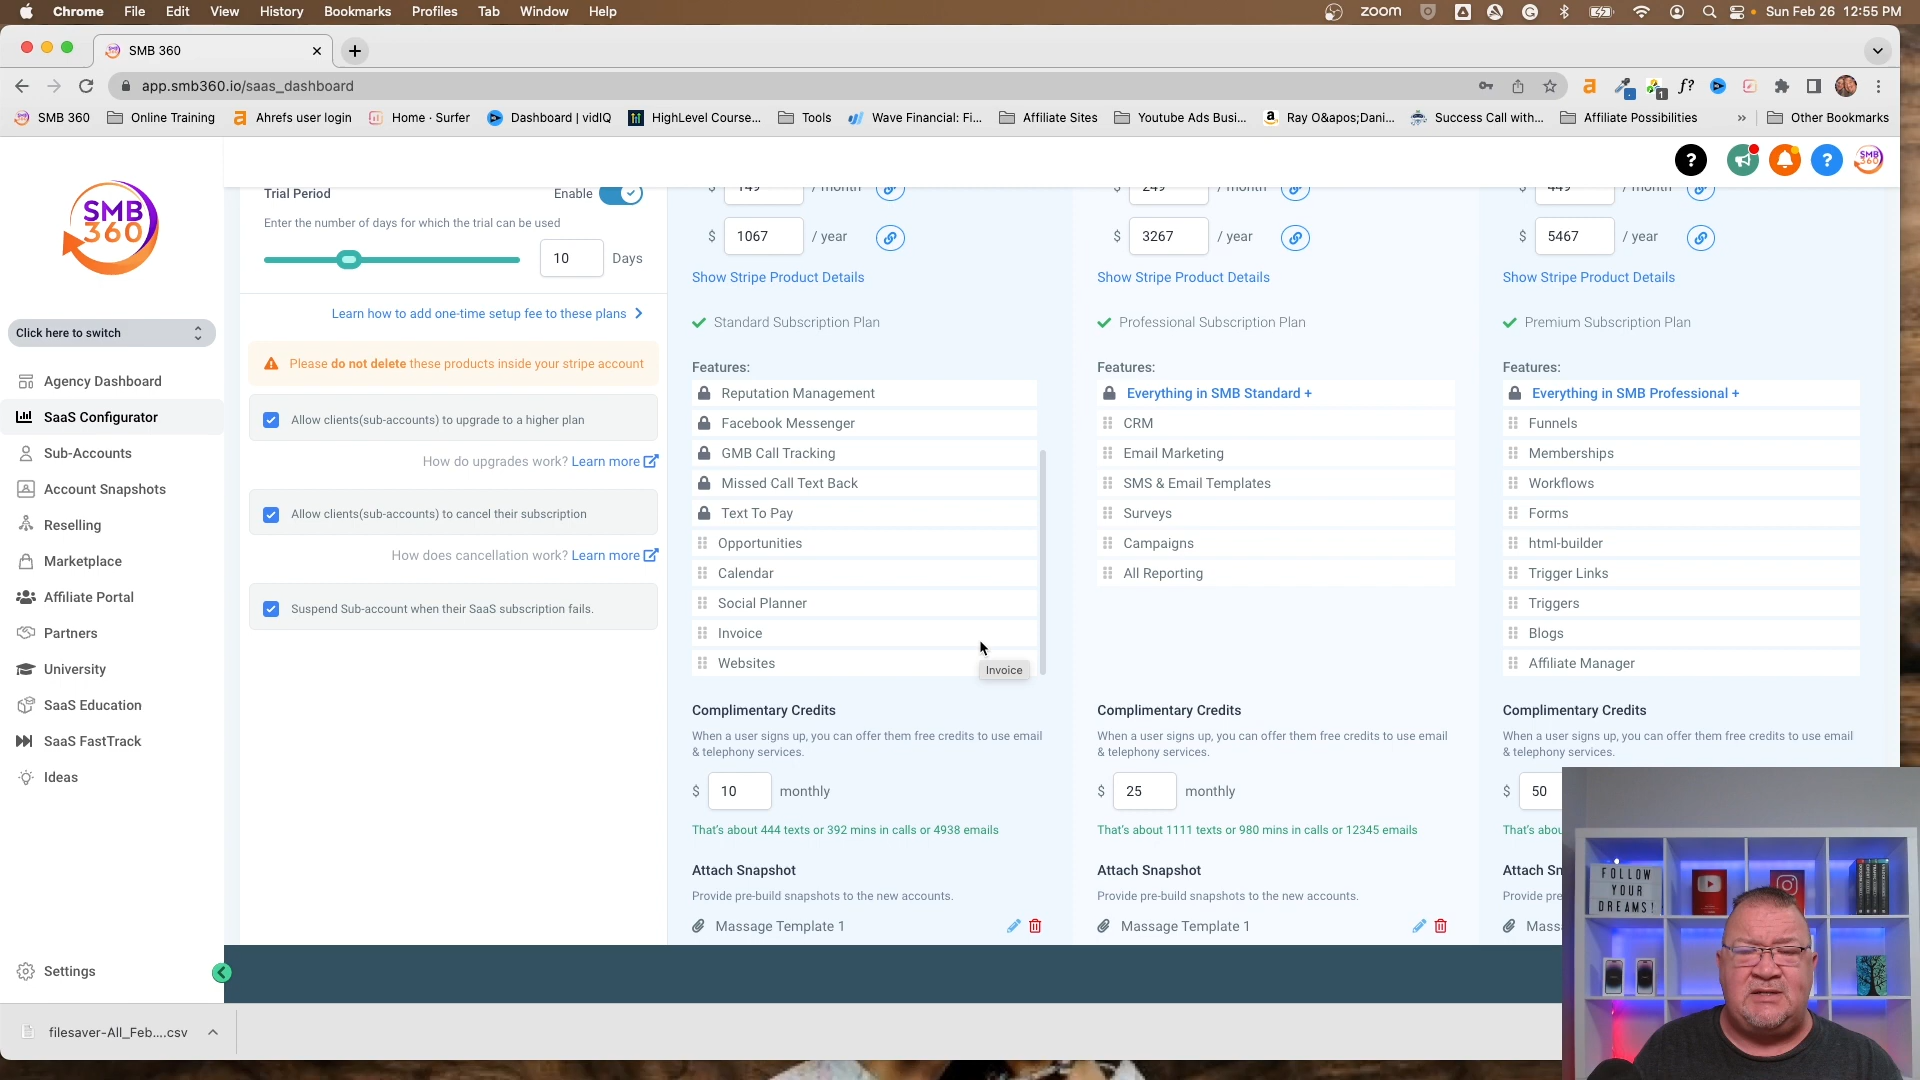 Chrome File Edit View History Bookmarks Profiles Tab Window Help
zoom Sun Feb 26 12:55 PM
SMB 360
app.smb360.io/saas_dashboard
SMB 360 Online Training Ahrefs user login Home · Surfer Dashboard | vidIQ HighLevel Course... Tools Wave Financial: Fi... Affiliate Sites Youtube Ads Busi... Ray O&apos;Dani... Success Call with... Affiliate Possibilities » Other Bookmarks
SMB
360
Click here to switch
Agency Dashboard
SaaS Configurator
Sub-Accounts
Account Snapshots
Reselling
Marketplace
Affiliate Portal
Partners
University
SaaS Education
SaaS FastTrack
Ideas
Settings
Trial Period Enable
Enter the number of days for which the trial can be used
10 Days
Learn how to add one-time setup fee to these plans
Please do not delete these products inside your stripe account
Allow clients(sub-accounts) to upgrade to a higher plan
How do upgrades work? Learn more
Allow clients(sub-accounts) to cancel their subscription
How does cancellation work? Learn more
Suspend Sub-account when their SaaS subscription fails.
$ 149 / month
$ 1067 / year
Show Stripe Product Details
Standard Subscription Plan
Features:
Reputation Management
Facebook Messenger
GMB Call Tracking
Missed Call Text Back
Text To Pay
Opportunities
Calendar
Social Planner
Invoice
Websites
Invoice
Complimentary Credits
When a user signs up, you can offer them free credits to use email
& telephony services.
$ 10 monthly
That's about 444 texts or 392 mins in calls or 4938 emails
Attach Snapshot
Provide pre-build snapshots to the new accounts.
Massage Template 1
$ 249 / month
$ 3267 / year
Show Stripe Product Details
Professional Subscription Plan
Features:
Everything in SMB Standard +
CRM
Email Marketing
SMS & Email Templates
Surveys
Campaigns
All Reporting
Complimentary Credits
When a user signs up, you can offer them free credits to use email
& telephony services.
$ 25 monthly
That's about 1111 texts or 980 mins in calls or 12345 emails
Attach Snapshot
Provide pre-build snapshots to the new accounts.
Massage Template 1
$ 449 / month
$ 5467 / year
Show Stripe Product Details
Premium Subscription Plan
Features:
Everything in SMB Professional +
Funnels
Memberships
Workflows
Forms
html-builder
Trigger Links
Triggers
Blogs
Affiliate Manager
Complimentary Credits
When a user signs up, you can offer them free credits to use email
& telephony services.
$ 50
That's abou
Attach Sn
Provide pre
Mass
FOLLOW
YOUR
DREAMS!
filesaver-All_Feb....csv